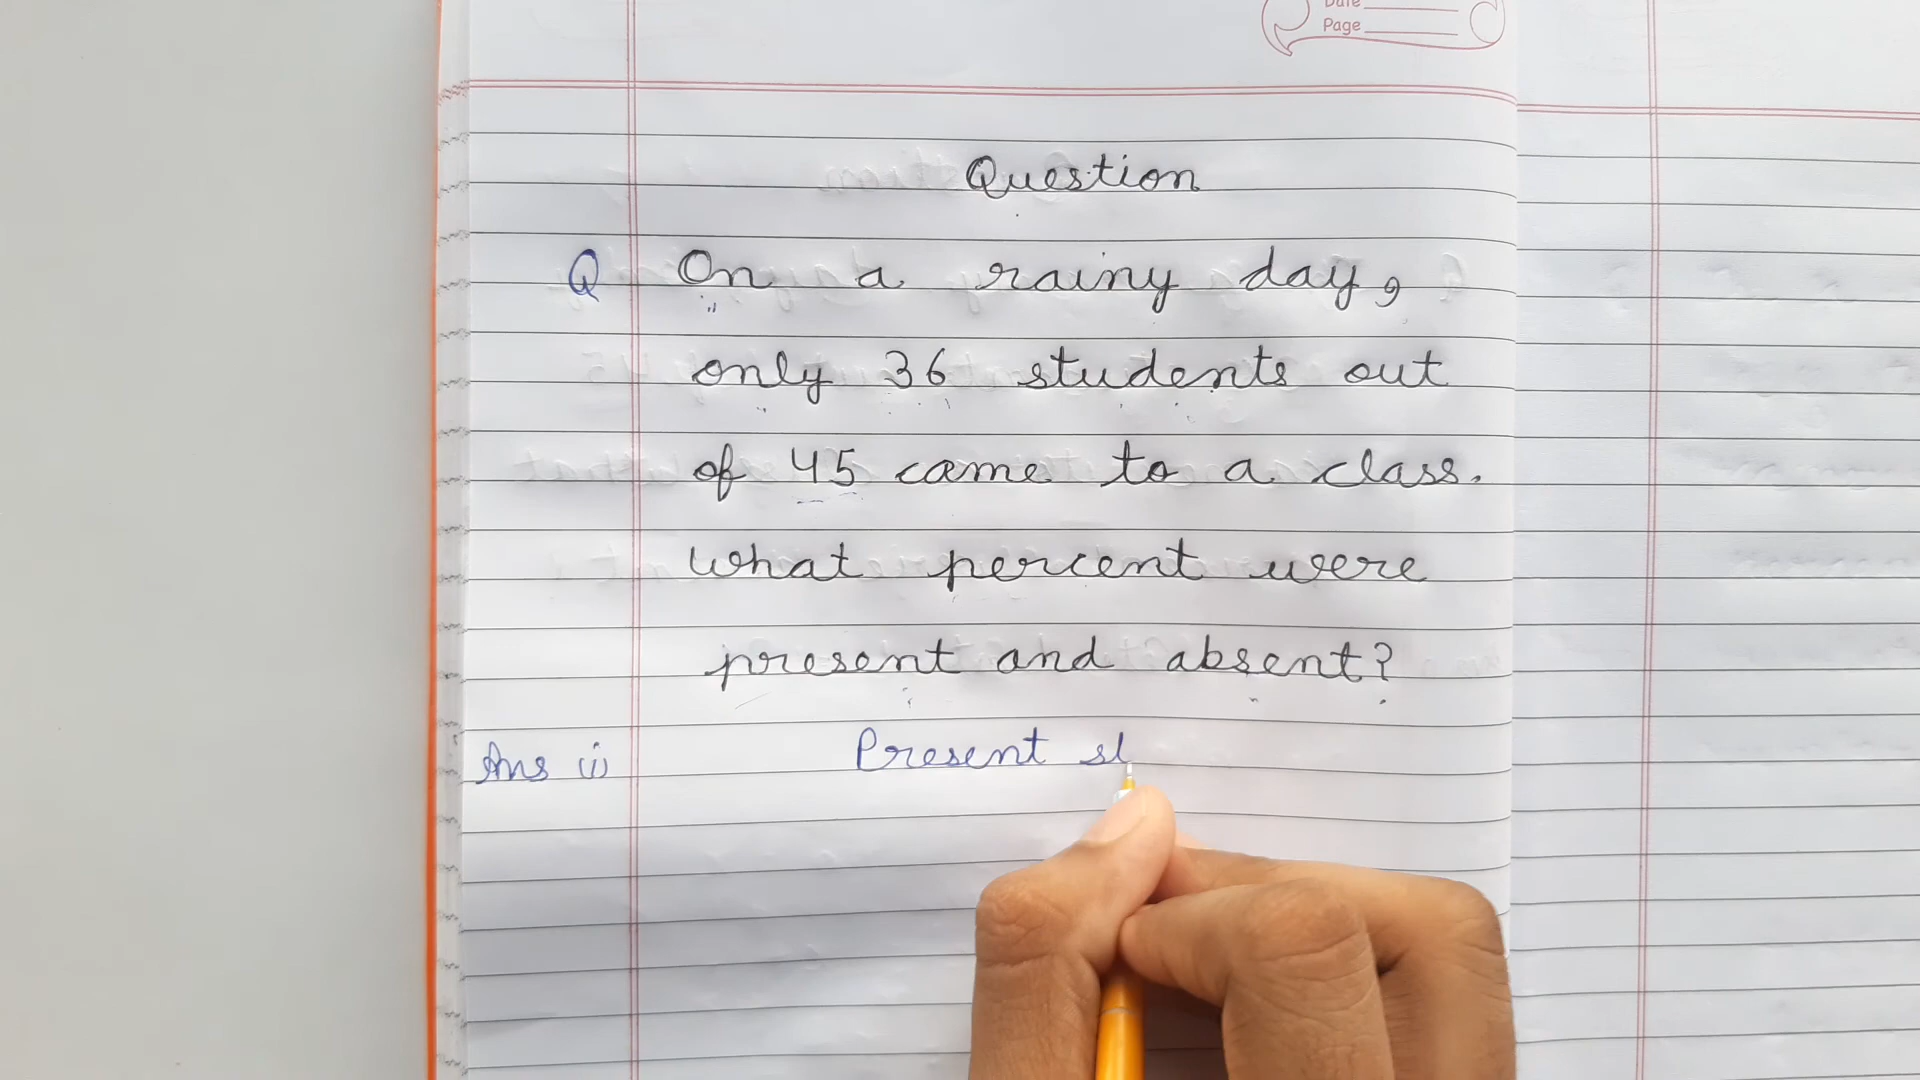 Date
Page
Question
Q On a rainy day,
only 36 students out
of 45 came to a class.
What percent were
present and absent?
Ans (i) Present st